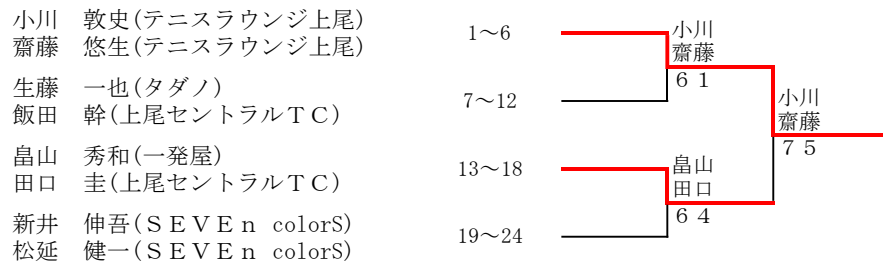 小川　敦史(テニスラウンジ上尾)
齋藤　悠生(テニスラウンジ上尾)
1～6
生藤　一也(タダノ)
飯田　幹(上尾セントラルＴＣ)
7～12
畠山　秀和(一発屋)
田口　圭(上尾セントラルＴＣ)
13～18
新井　伸吾(ＳＥＶＥｎ colorS)
松延　健一(ＳＥＶＥｎ colorS)
19～24
小川
齋藤
６１
畠山
田口
６４
小川
齋藤
７５